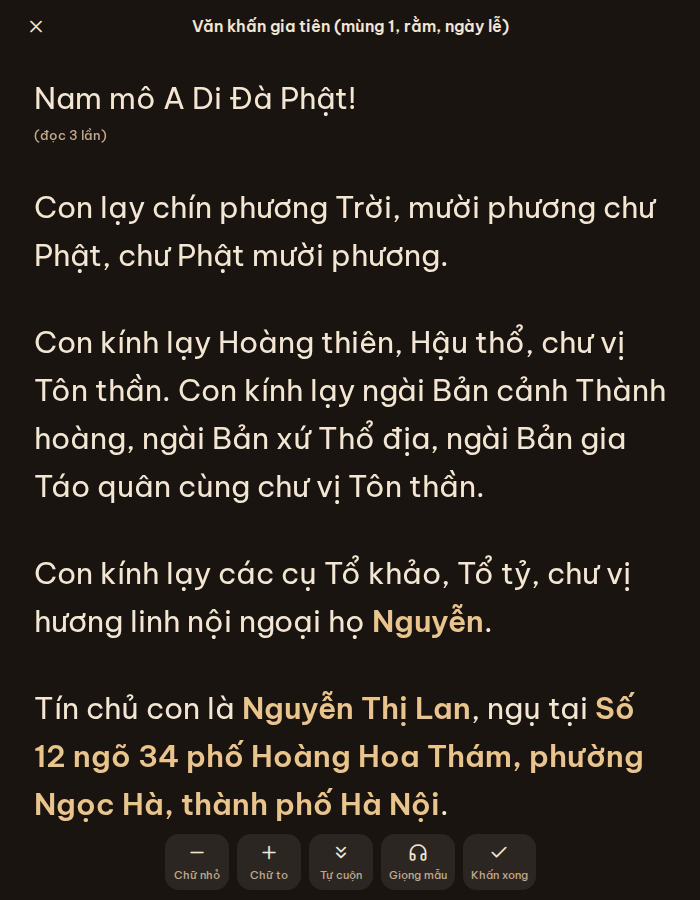 Văn khấn gia tiên (mùng 1, rằm, ngày lễ)
Nam mô A Di Đà Phật!
(đọc 3 lần)
Con lạy chín phương Trời, mười phương chư
Phật, chư Phật mười phương.
Con kính lạy Hoàng thiên, Hậu thổ, chư vị
Tôn thần. Con kính lạy ngài Bản cảnh Thành
hoàng, ngài Bản xứ Thổ địa, ngài Bản gia
Táo quân cùng chư vị Tôn thần.
Con kính lạy các cụ Tổ khảo, Tổ tỷ, chư vị
hương linh nội ngoại họ Nguyễn.
Tín chủ con là Nguyễn Thị Lan, ngụ tại Số
12 ngõ 34 phố Hoàng Hoa Thám, phường
Ngọc Hà, thành phố Hà Nội.
Chữ nhỏ
Chữ to
Tự cuộn
Giọng mẫu
Khấn xong